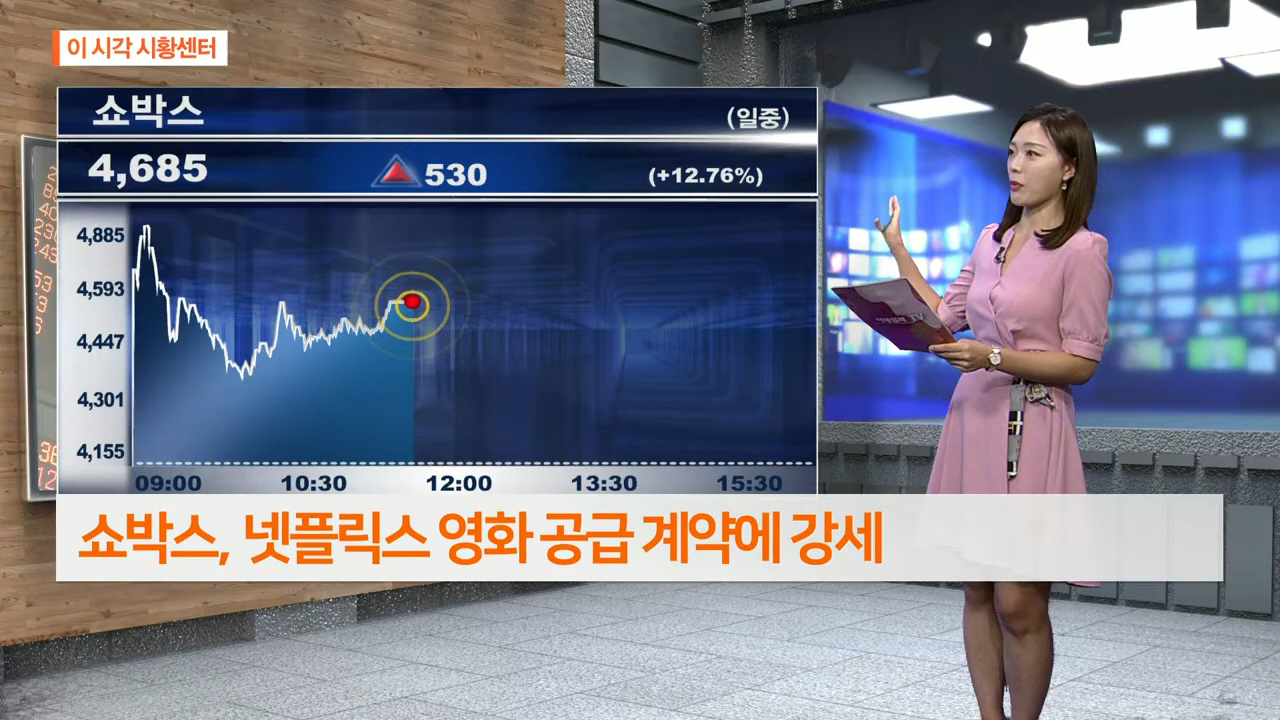 이 시각 시황센터
쇼박스
(일중)
4,685 ▲ 530 (+12.76%)
4,885
4,593
4,447
4,301
4,155
09:00 10:30 12:00 13:30 15:30
쇼박스, 넷플릭스 영화 공급 계약에 강세